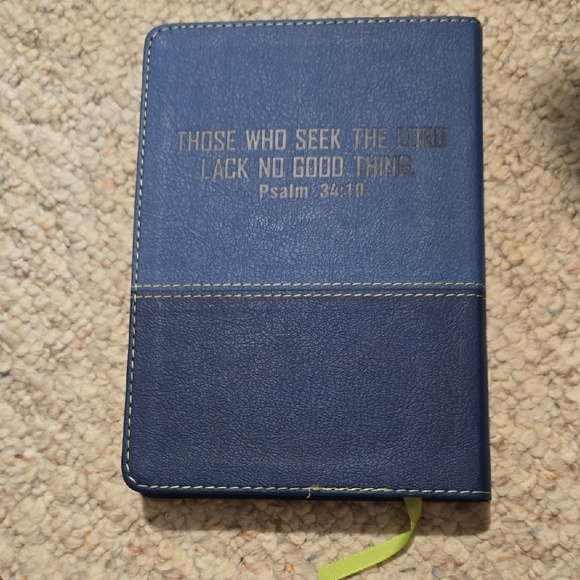 THOSE WHO SEEK THE LORD
LACK NO GOOD THING.
Psalm 34:10